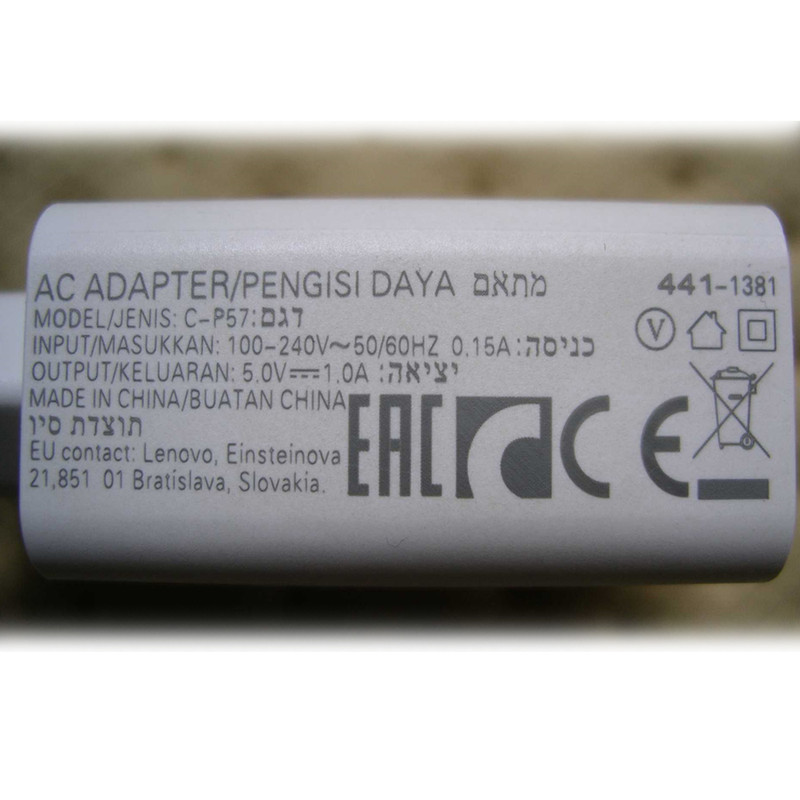 AC ADAPTER/PENGISI DAYA מתאם
441-1381
MODEL/JENIS: C-P57:דגם
V
INPUT/MASUKKAN: 100-240V~50/60HZ 0.15A :כניסה
OUTPUT/KELUARAN: 5.0V⎓1.0A :יציאה
MADE IN CHINA/BUATAN CHINA
תוצדת סיו
EU contact: Lenovo, Einsteinova
21,851 01 Bratislava, Slovakia.
EAC CE